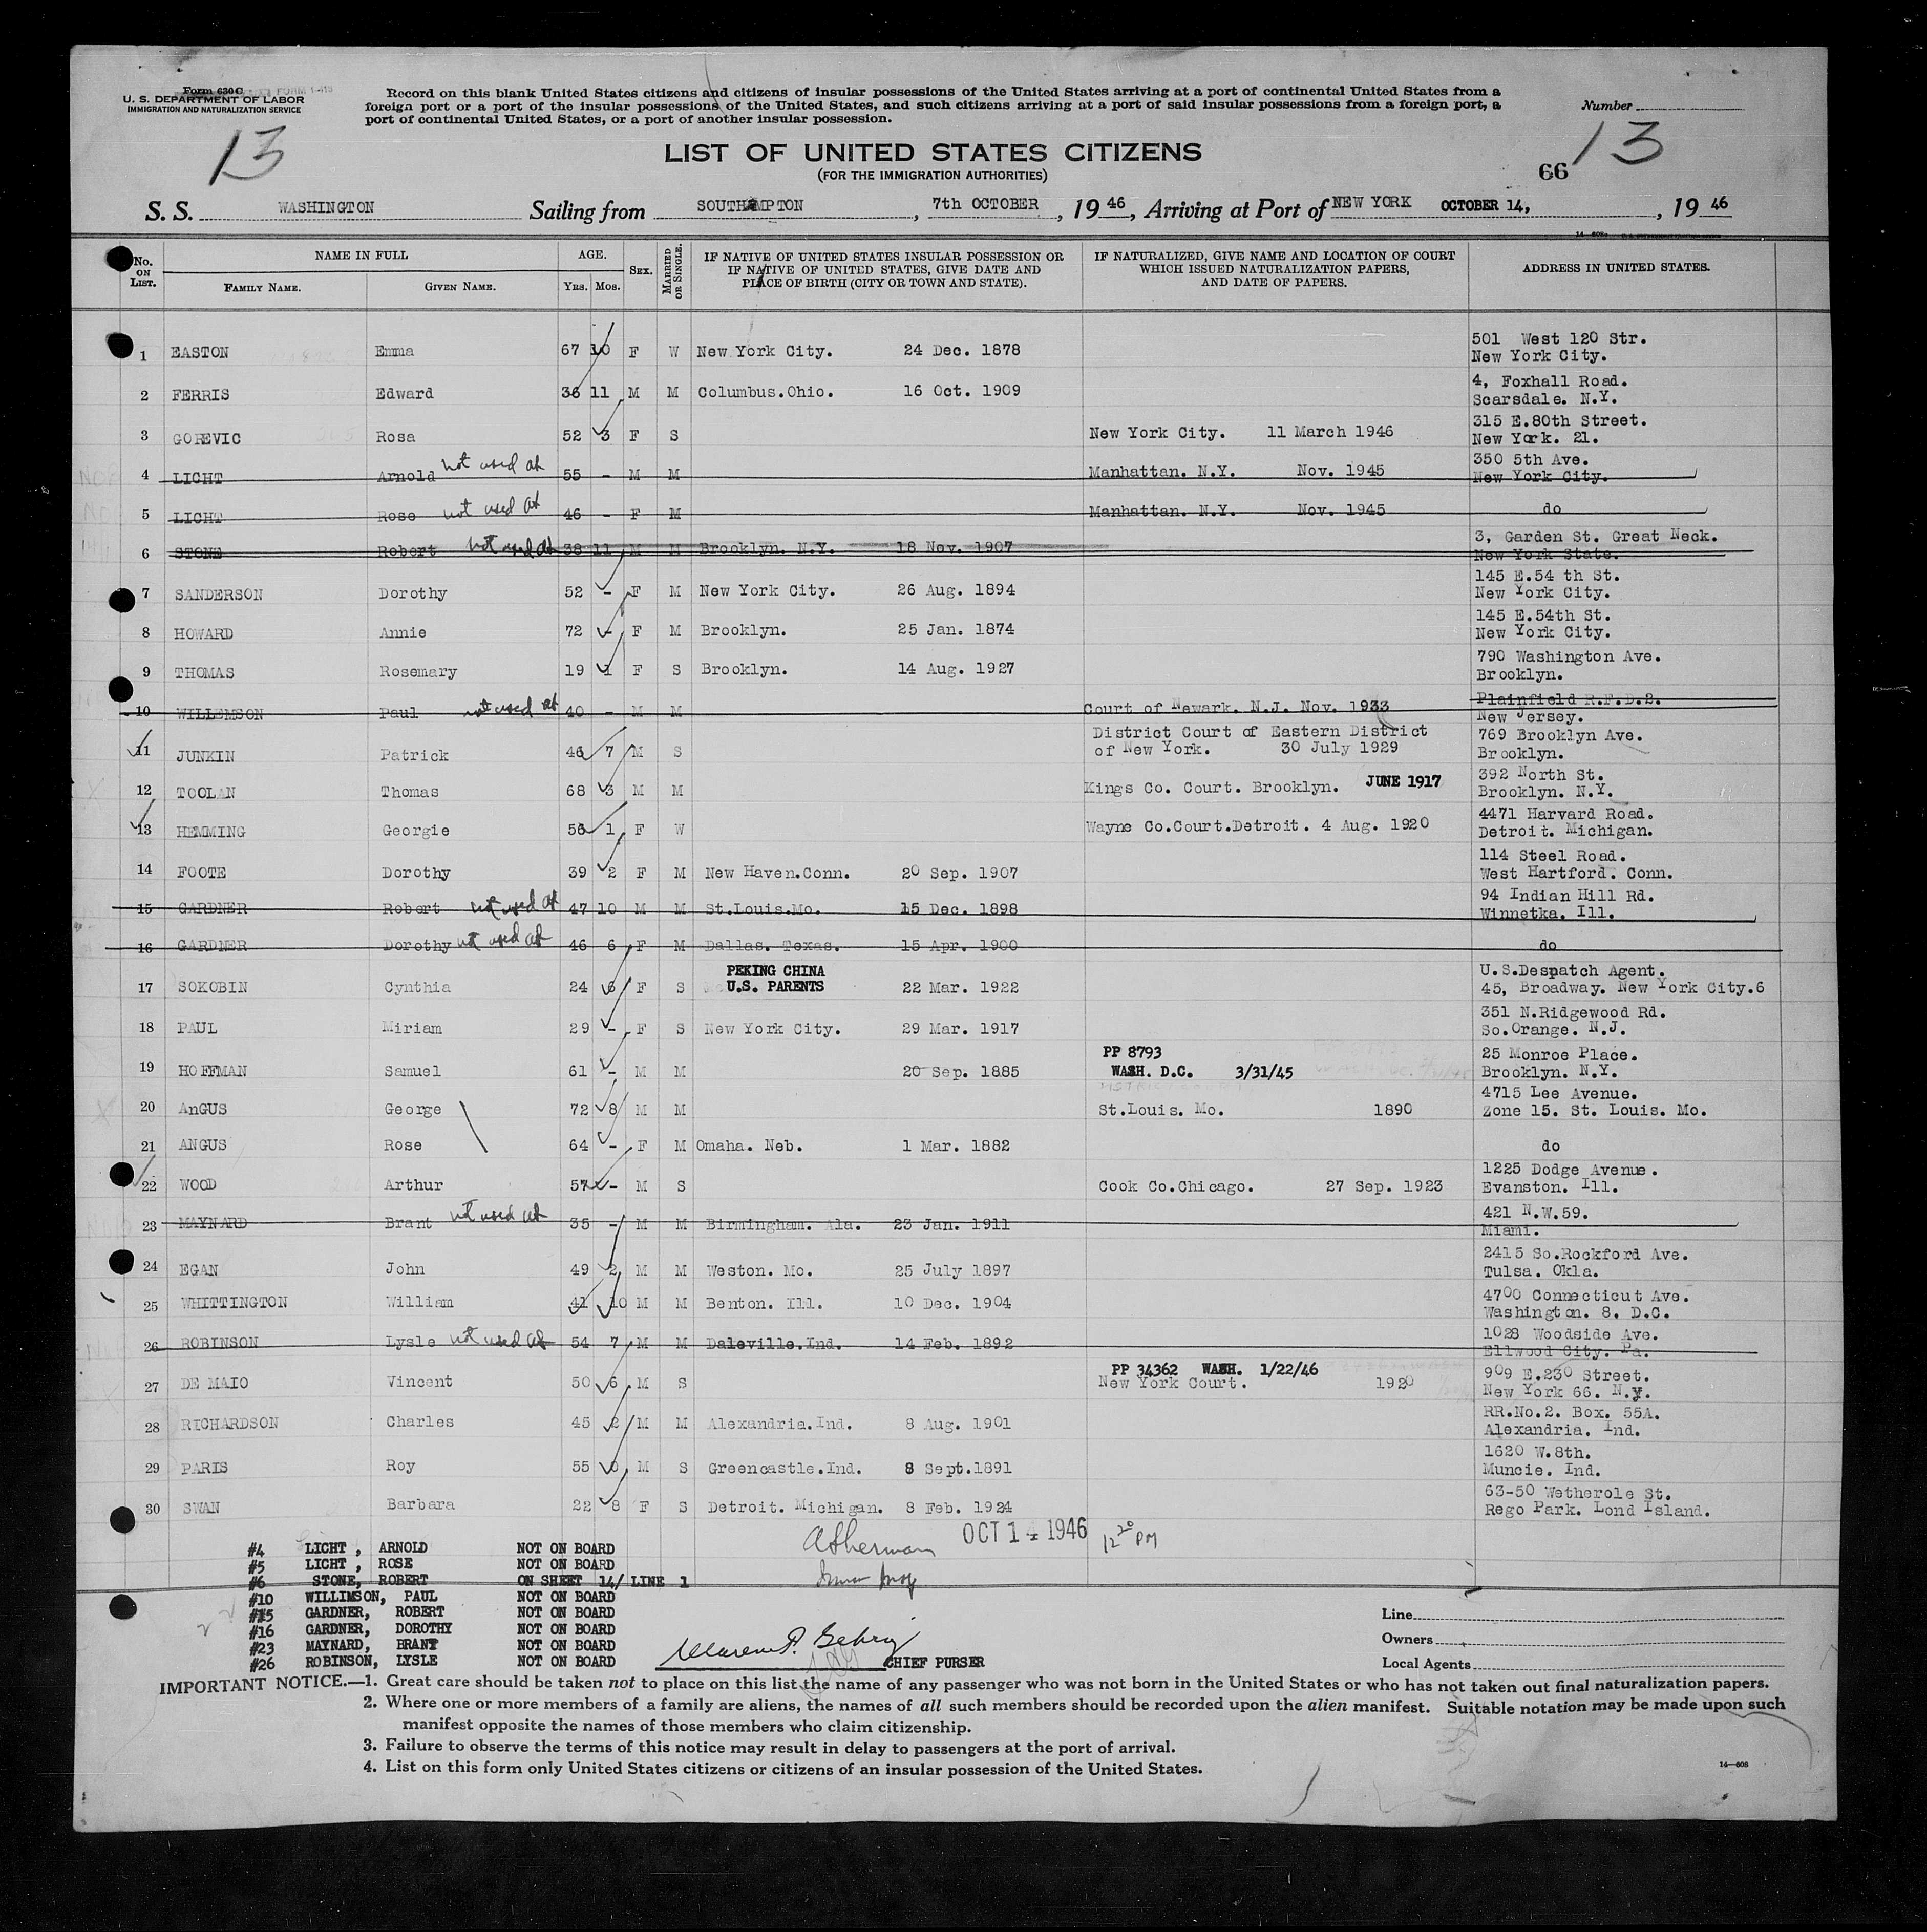 Form 630 C
U. S. DEPARTMENT OF LABOR
IMMIGRATION AND NATURALIZATION SERVICE
Record on this blank United States citizens and citizens of insular possessions of the United States arriving at a port of continental United States from a
foreign port or a port of the insular possessions of the United States, and such citizens arriving at a port of said insular possessions from a foreign port, a
port of continental United States, or a port of another insular possession.
Number
13
13
66
LIST OF UNITED STATES CITIZENS
(FOR THE IMMIGRATION AUTHORITIES)
S. S. WASHINGTON Sailing from SOUTHAMPTON, 7th OCTOBER, 19 46, Arriving at Port of NEW YORK OCTOBER 14, , 19 46
No. ON LIST. NAME IN FULL FAMILY NAME. GIVEN NAME. AGE. YRS. MOS. SEX. MARRIED OR SINGLE. IF NATIVE OF UNITED STATES INSULAR POSSESSION OR IF NATIVE OF UNITED STATES, GIVE DATE AND PLACE OF BIRTH (CITY OR TOWN AND STATE). IF NATURALIZED, GIVE NAME AND LOCATION OF COURT WHICH ISSUED NATURALIZATION PAPERS, AND DATE OF PAPERS. ADDRESS IN UNITED STATES.
1 EASTON Emma 67 10 F W New York City. 24 Dec. 1878 501 West 120 Str. New York City.
2 FERRIS Edward 36 11 M M Columbus.Ohio. 16 Oct. 1909 4, Foxhall Road. Scarsdale. N.Y.
3 GOREVIC Rosa 52 3 F S New York City. 11 March 1946 315 E.80th Street. New York. 21.
4 LICHT Arnold not used at 55 - M M Manhattan. N.Y. Nov. 1945 350 5th Ave. New York City.
5 LICHT Rose not used at 46 - F M Manhattan. N.Y. Nov. 1945 do
6 STONE Robert not used at 38 11 M M Brooklyn. N.Y. 18 Nov. 1907 3, Garden St. Great Neck. New York State.
7 SANDERSON Dorothy 52 - F M New York City. 26 Aug. 1894 145 E.54 th St. New York City.
8 HOWARD Annie 72 - F M Brooklyn. 25 Jan. 1874 145 E.54th St. New York City.
9 THOMAS Rosemary 19 1 F S Brooklyn. 14 Aug. 1927 790 Washington Ave. Brooklyn.
10 WILLEMSON Paul not used at 40 - M M Court of Newark. N.J. Nov. 1933 Plainfield R.F.D.2. New Jersey.
11 JUNKIN Patrick 46 7 M S District Court of Eastern District of New York. 30 July 1929 769 Brooklyn Ave. Brooklyn.
12 TOOLAN Thomas 68 3 M M Kings Co. Court. Brooklyn. JUNE 1917 392 North St. Brooklyn. N.Y.
13 HEMMING Georgie 56 1 F W Wayne Co.Court.Detroit. 4 Aug. 1920 4471 Harvard Road. Detroit. Michigan.
14 FOOTE Dorothy 39 2 F M New Haven.Conn. 20 Sep. 1907 114 Steel Road. West Hartford. Conn.
15 GARDNER Robert not used at 47 10 M M St.Louis.Mo. 15 Dec. 1898 94 Indian Hill Rd. Winnetka. Ill.
16 GARDNER Dorothy not used at 46 6 F M Dallas. Texas. 15 Apr. 1900 do
17 SOKOBIN Cynthia 24 6 F S PEKING CHINA U.S. PARENTS 22 Mar. 1922 U.S.Despatch Agent. 45, Broadway. New York City.6
18 PAUL Miriam 29 - F S New York City. 29 Mar. 1917 351 N.Ridgewood Rd. So.Orange. N.J.
19 HOFFMAN Samuel 61 - M M 20 Sep. 1885 PP 8793 WASH. D.C. 3/31/45 25 Monroe Place. Brooklyn. N.Y.
20 AnGUS George 72 8 M M St.Louis. Mo. 1890 4715 Lee Avenue. Zone 15. St. Louis. Mo.
21 ANGUS Rose 64 - F M Omaha. Neb. 1 Mar. 1882 do
22 WOOD Arthur 57 - M S Cook Co.Chicago. 27 Sep. 1923 1225 Dodge Avenue. Evanston. Ill.
23 MAYNARD Brant not used at 35 - M M Birmingham. Ala. 23 Jan. 1911 421 N.W.59. Miami.
24 EGAN John 49 2 M M Weston. Mo. 25 July 1897 2415 So.Rockford Ave. Tulsa. Okla.
25 WHITTINGTON William 41 10 M M Benton. Ill. 10 Dec. 1904 4700 Connecticut Ave. Washington. 8. D.C.
26 ROBINSON Lysle not used at 54 7 M M Daleville.Ind. 14 Feb. 1892 1028 Woodside Ave. Ellwood City. Pa.
27 DE MAIO Vincent 50 6 M S PP 34362 WASH. 1/22/46 New York Court. 1920 909 E.230 Street. New York 66. N.y.
28 RICHARDSON Charles 45 2 M M Alexandria.Ind. 8 Aug. 1901 RR.No.2. Box. 55A. Alexandria. Ind.
29 PARIS Roy 55 0 M S Greencastle.Ind. 8 Sept.1891 1620 W.8th. Muncie. Ind.
30 SWAN Barbara 22 8 F S Detroit. Michigan. 8 Feb. 1924 63-50 Wetherole St. Rego Park. Lond Island.
OCT 14 1946 12 20 PM
#4 LICHT , ARNOLD NOT ON BOARD
#5 LICHT , ROSE NOT ON BOARD
#6 STONE, ROBERT ON SHEET 14/ LINE 1
#10 WILLIMSON, PAUL NOT ON BOARD
#15 GARDNER, ROBERT NOT ON BOARD
#16 GARDNER, DOROTHY NOT ON BOARD
#23 MAYNARD, BRANT NOT ON BOARD
#26 ROBINSON, LYSLE NOT ON BOARD
CHIEF PURSER
Line
Owners
Local Agents
IMPORTANT NOTICE.—1. Great care should be taken not to place on this list the name of any passenger who was not born in the United States or who has not taken out final naturalization papers.
2. Where one or more members of a family are aliens, the names of all such members should be recorded upon the alien manifest. Suitable notation may be made upon such
manifest opposite the names of those members who claim citizenship.
3. Failure to observe the terms of this notice may result in delay to passengers at the port of arrival.
4. List on this form only United States citizens or citizens of an insular possession of the United States.
14—608